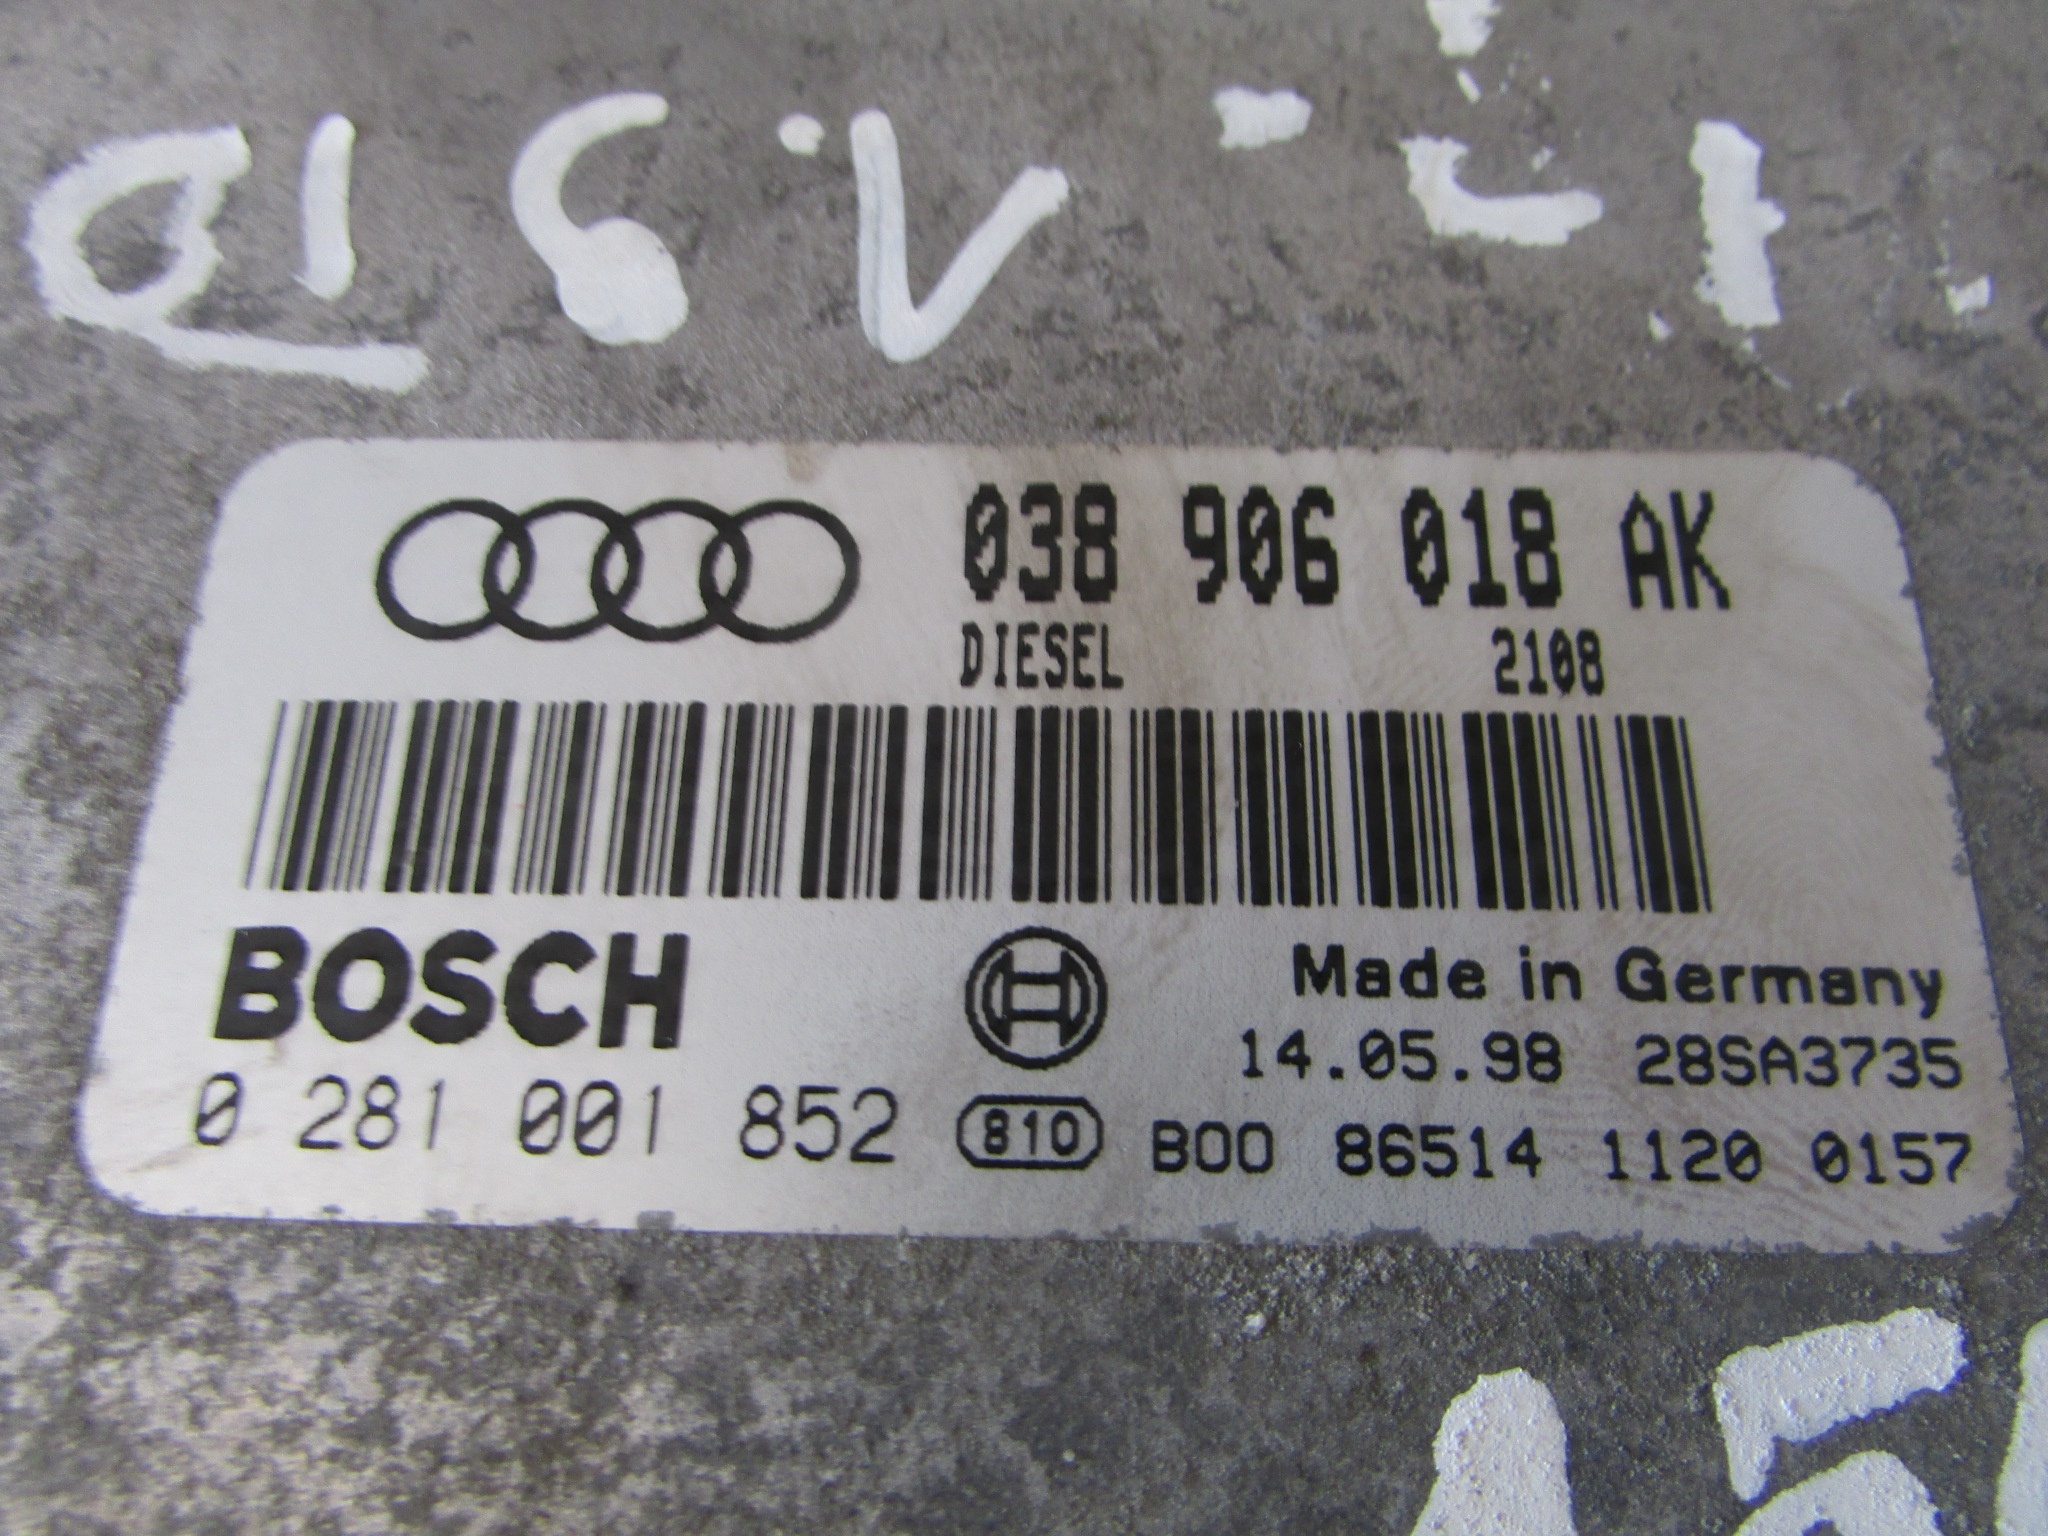 038 906 018 AK
DIESEL 2108
BOSCH
Made in Germany
14.05.98 28SA3735
0 281 001 852 810 B00 86514 1120 0157